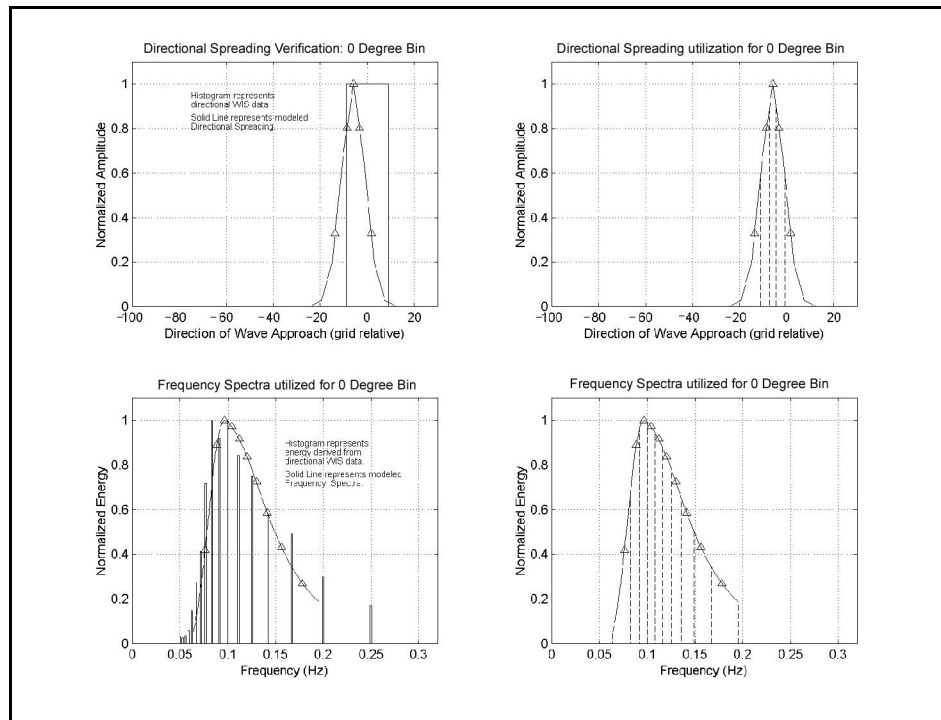 Directional Spreading Verification: 0 Degree Bin
Normalized Amplitude
1
0.8
0.6
0.4
0.2
0
Histogram represents
directional WIS data
Solid Line represents modeled
Directional Spreading.
−100 −80 −60 −40 −20 0 20
Direction of Wave Approach (grid relative)
Directional Spreading utilization for 0 Degree Bin
Normalized Amplitude
1
0.8
0.6
0.4
0.2
0
−100 −80 −60 −40 −20 0 20
Direction of Wave Approach (grid relative)
Frequency Spectra utilized for 0 Degree Bin
Normalized Energy
1
0.8
0.6
0.4
0.2
0
Histogram represents
energy derived from
directional WIS data.
Solid Line represents modeled
Frequency Spectra.
0 0.05 0.1 0.15 0.2 0.25 0.3
Frequency (Hz)
Frequency Spectra utilized for 0 Degree Bin
Normalized Energy
1
0.8
0.6
0.4
0.2
0
0 0.05 0.1 0.15 0.2 0.25 0.3
Frequency (Hz)